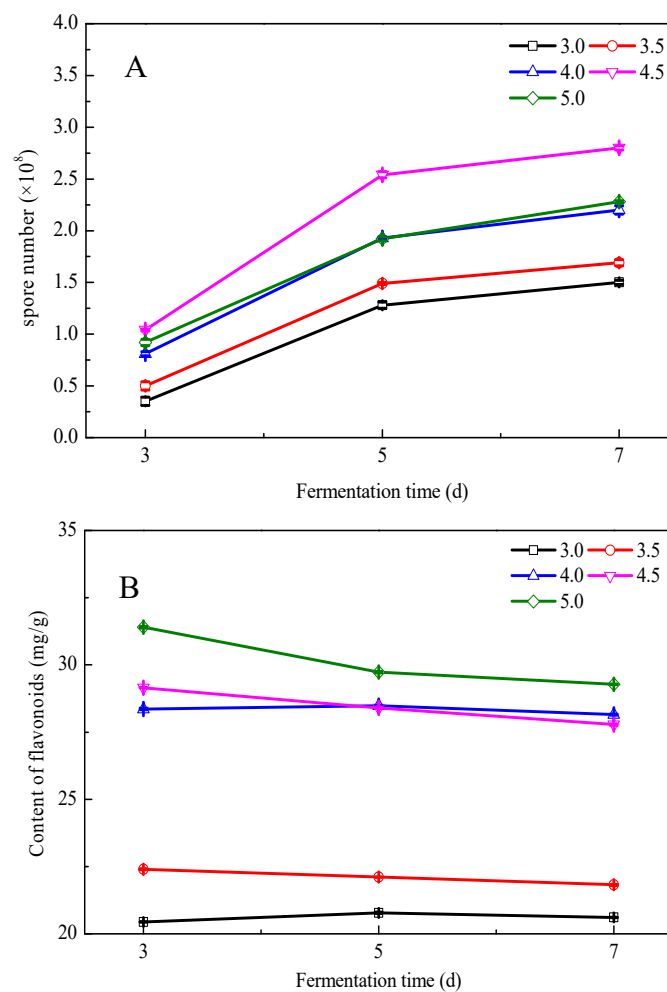 A
3.0 3.5
4.0 4.5
5.0
4.0
3.5
3.0
2.5
2.0
1.5
1.0
0.5
0.0
spore number (×10⁸)
3 5 7
Fermentation time (d)
B
3.0 3.5
4.0 4.5
5.0
35
30
25
20
Content of flavonoids (mg/g)
3 5 7
Fermentation time (d)